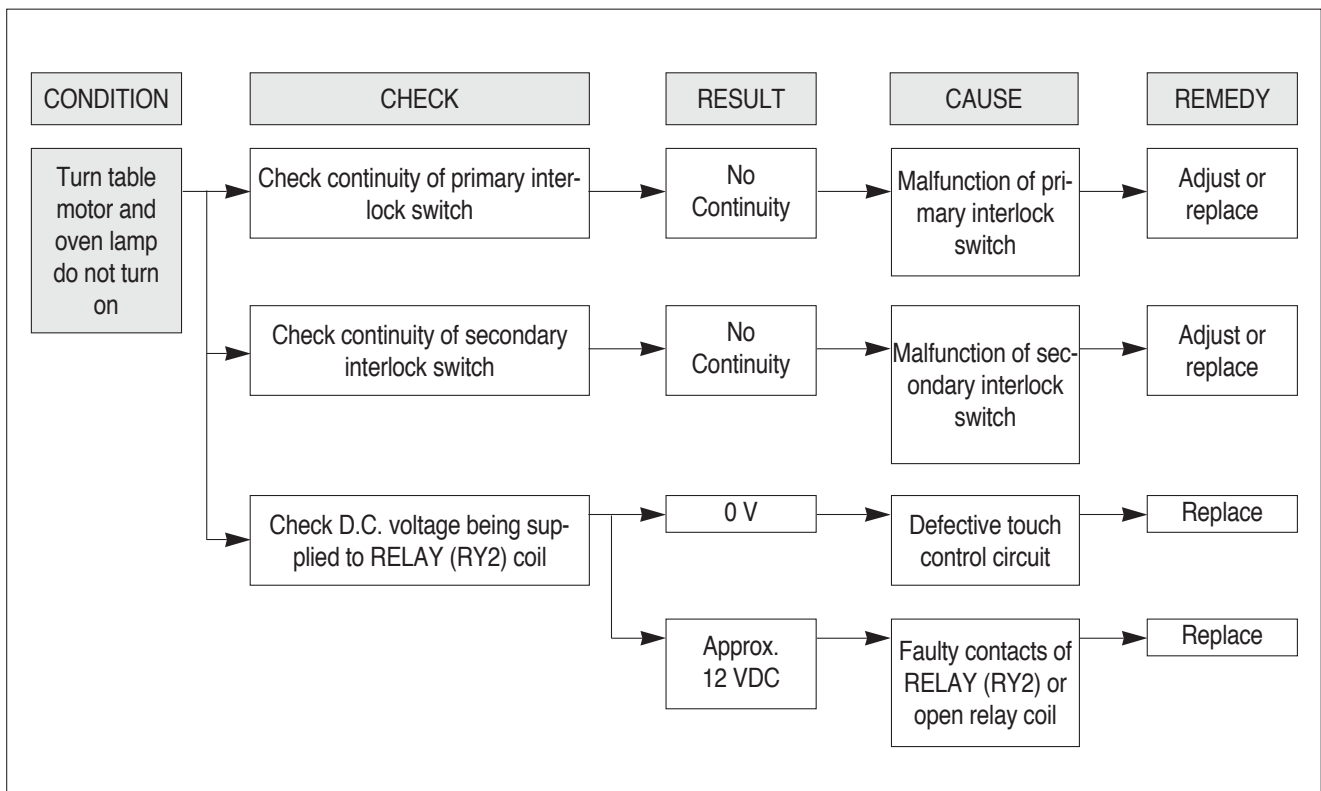 CONDITION
CHECK
RESULT
CAUSE
REMEDY
Turn table
motor and
oven lamp
do not turn
on
Check continuity of primary inter-
lock switch
No
Continuity
Malfunction of pri-
mary interlock
switch
Adjust or
replace
Check continuity of secondary
interlock switch
No
Continuity
Malfunction of sec-
ondary interlock
switch
Adjust or
replace
Check D.C. voltage being sup-
plied to RELAY (RY2) coil
0 V
Defective touch
control circuit
Replace
Approx.
12 VDC
Faulty contacts of
RELAY (RY2) or
open relay coil
Replace